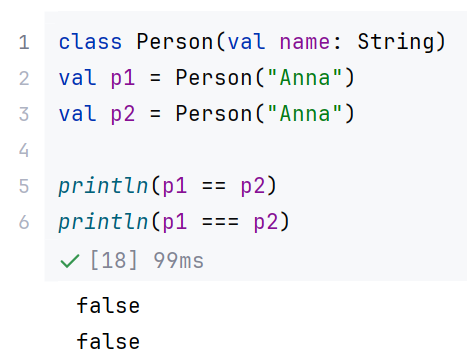 1 class Person(val name: String)
2 val p1 = Person("Anna")
3 val p2 = Person("Anna")
4
5 println(p1 == p2)
6 println(p1 === p2)
[18] 99ms
false
false